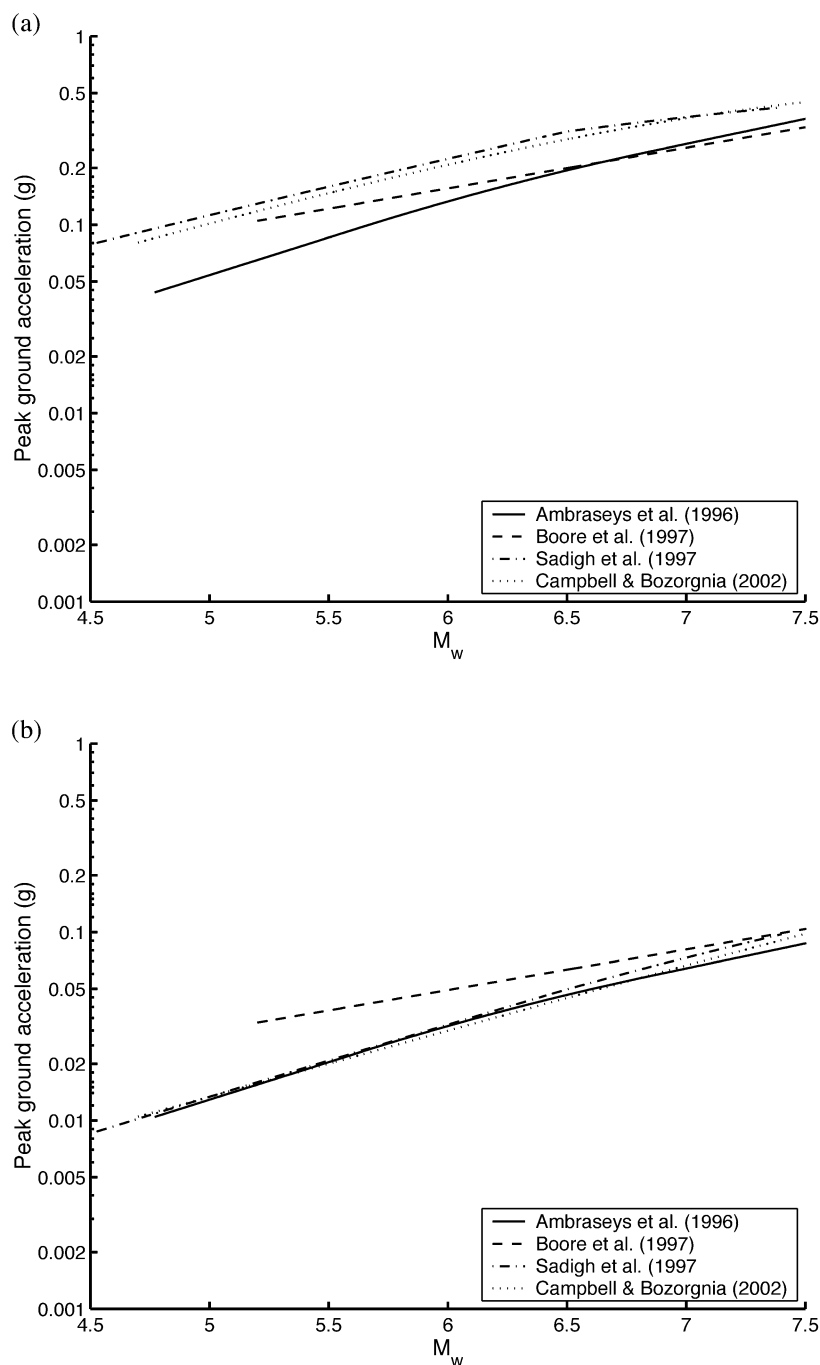 (a)
1
0.5
0.2
0.1
0.05
0.02
0.01
0.005
0.002
0.001
Peak ground acceleration (g)
4.5 5 5.5 6 6.5 7 7.5
Mw
Ambraseys et al. (1996)
Boore et al. (1997)
Sadigh et al. (1997
Campbell & Bozorgnia (2002)
(b)
1
0.5
0.2
0.1
0.05
0.02
0.01
0.005
0.002
0.001
Peak ground acceleration (g)
4.5 5 5.5 6 6.5 7 7.5
Mw
Ambraseys et al. (1996)
Boore et al. (1997)
Sadigh et al. (1997
Campbell & Bozorgnia (2002)